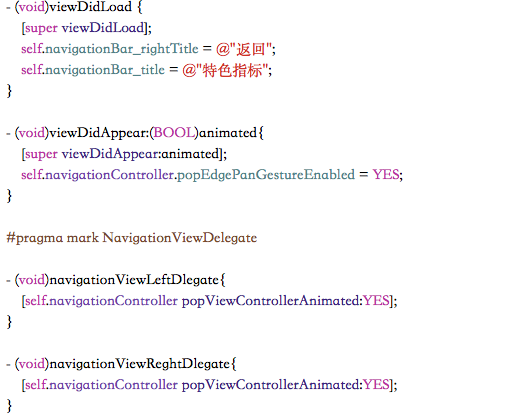 - (void)viewDidLoad {
[super viewDidLoad];
self.navigationBar_rightTitle = @"返回";
self.navigationBar_title = @"特色指标";
}
- (void)viewDidAppear:(BOOL)animated{
[super viewDidAppear:animated];
self.navigationController.popEdgePanGestureEnabled = YES;
}
#pragma mark NavigationViewDelegate
- (void)navigationViewLeftDlegate{
[self.navigationController popViewControllerAnimated:YES];
}
- (void)navigationViewReghtDlegate{
[self.navigationController popViewControllerAnimated:YES];
}